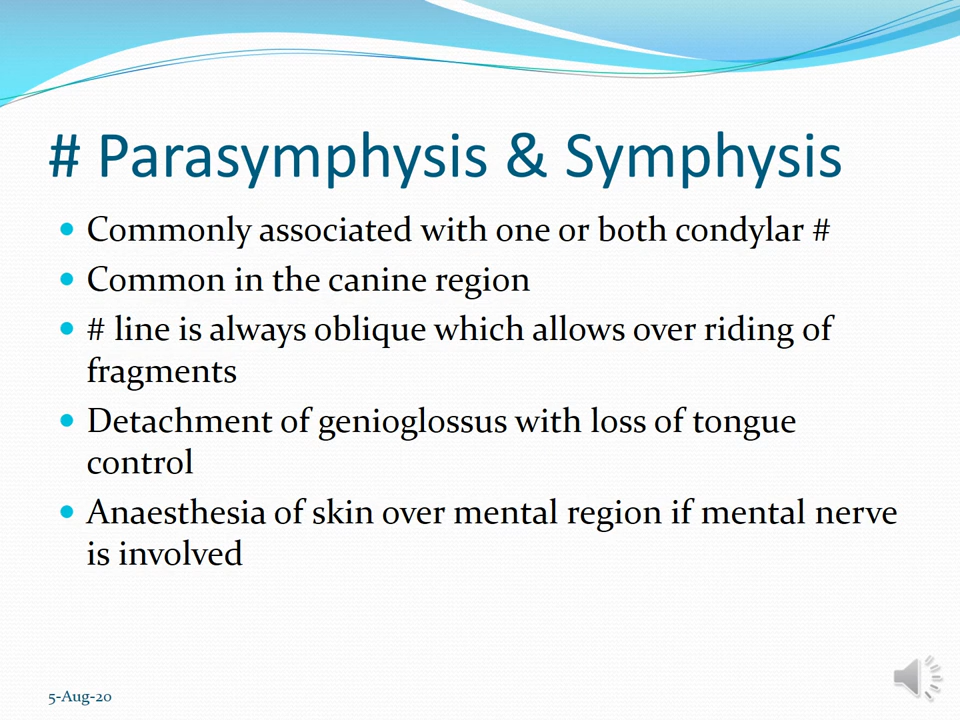 # Parasymphysis & Symphysis
Commonly associated with one or both condylar #
Common in the canine region
# line is always oblique which allows over riding of
fragments
Detachment of genioglossus with loss of tongue
control
Anaesthesia of skin over mental region if mental nerve
is involved
5-Aug-20